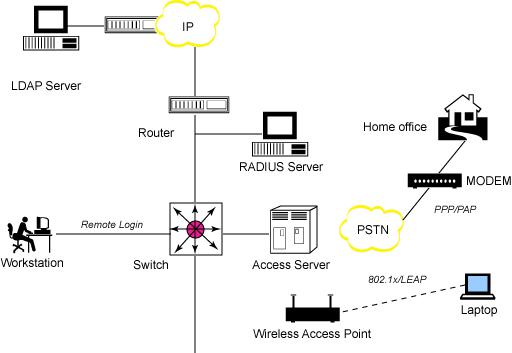 IP
LDAP Server
Router
RADIUS Server
Home office
MODEM
PPP/PAP
PSTN
Remote Login
Workstation
Switch
Access Server
802.1x/LEAP
Laptop
Wireless Access Point